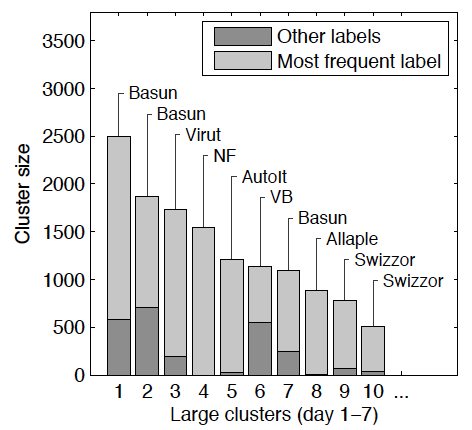 Other labels
Most frequent label
3500
3000
2500
2000
1500
1000
500
0
Cluster size
Basun
Basun
Virut
NF
AutoIt
VB
Basun
Allaple
Swizzor
Swizzor
1 2 3 4 5 6 7 8 9 10 ...
Large clusters (day 1–7)